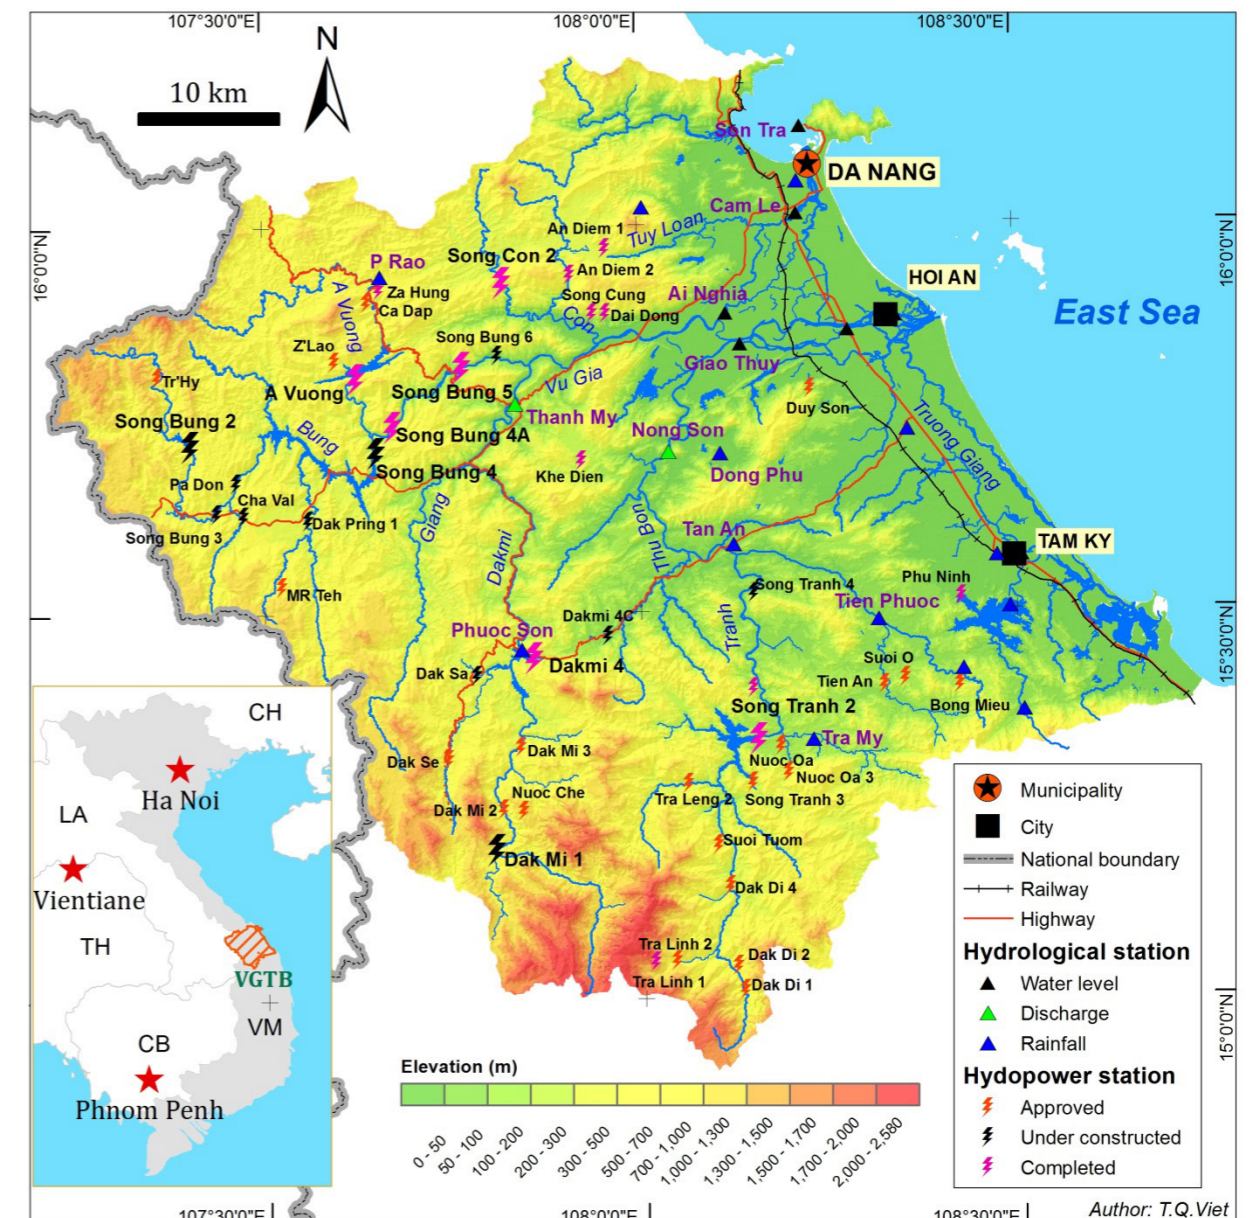 107°30'0"E
108°0'0"E
108°30'0"E
N
10 km
Son Tra
DA NANG
Cam Le
16°0'0"N
16°0'0"N
An Diem 1
Tuy Loan
Song Con 2
P Rao
An Diem 2
HOI AN
A Vuong
Za Hung
Song Cung
Ai Nghia
Ca Dap
Con
Dai Dong
East Sea
Song Bung 6
Z'Lao
Giao Thuy
Tr'Hy
Vu Gia
A Vuong
Song Bung 5
Duy Son
Thanh My
Truong Giang
Song Bung 2
Bung
Song Bung 4A
Nong Son
Song Bung 4
Khe Dien
Dong Phu
Pa Don
Cha Val
Giang
Thu Bon
Dak Pring 1
Tan An
Song Bung 3
TAM KY
Dakmi
Song Tranh 4
Phu Ninh
MR Teh
Tien Phuoc
Dakmi 4C
Tranh
Phuoc Son
Suoi O
15°30'0"N
Dak Sa
Dakmi 4
Tien An
Song Tranh 2
Bong Mieu
Tra My
Dak Mi 3
Dak Se
Nuoc Oa
Nuoc Oa 3
Nuoc Che
Tra Leng 2
Song Tranh 3
Dak Mi 2
Suoi Tuom
Dak Mi 1
Dak Di 4
Tra Linh 2
Dak Di 2
Tra Linh 1
Dak Di 1
15°0'0"N
CH
Ha Noi
LA
Vientiane
TH
VGTB
VM
CB
Phnom Penh
Elevation (m)
0 - 50
50 - 100
100 - 200
200 - 300
300 - 500
500 - 700
700 - 1,000
1,000 - 1,300
1,300 - 1,500
1,500 - 1,700
1,700 - 2,000
2,000 - 2,580
Municipality
City
National boundary
Railway
Highway
Hydrological station
Water level
Discharge
Rainfall
Hydopower station
Approved
Under constructed
Completed
Author: T.Q.Viet
107°30'0"E
108°0'0"E
108°30'0"E